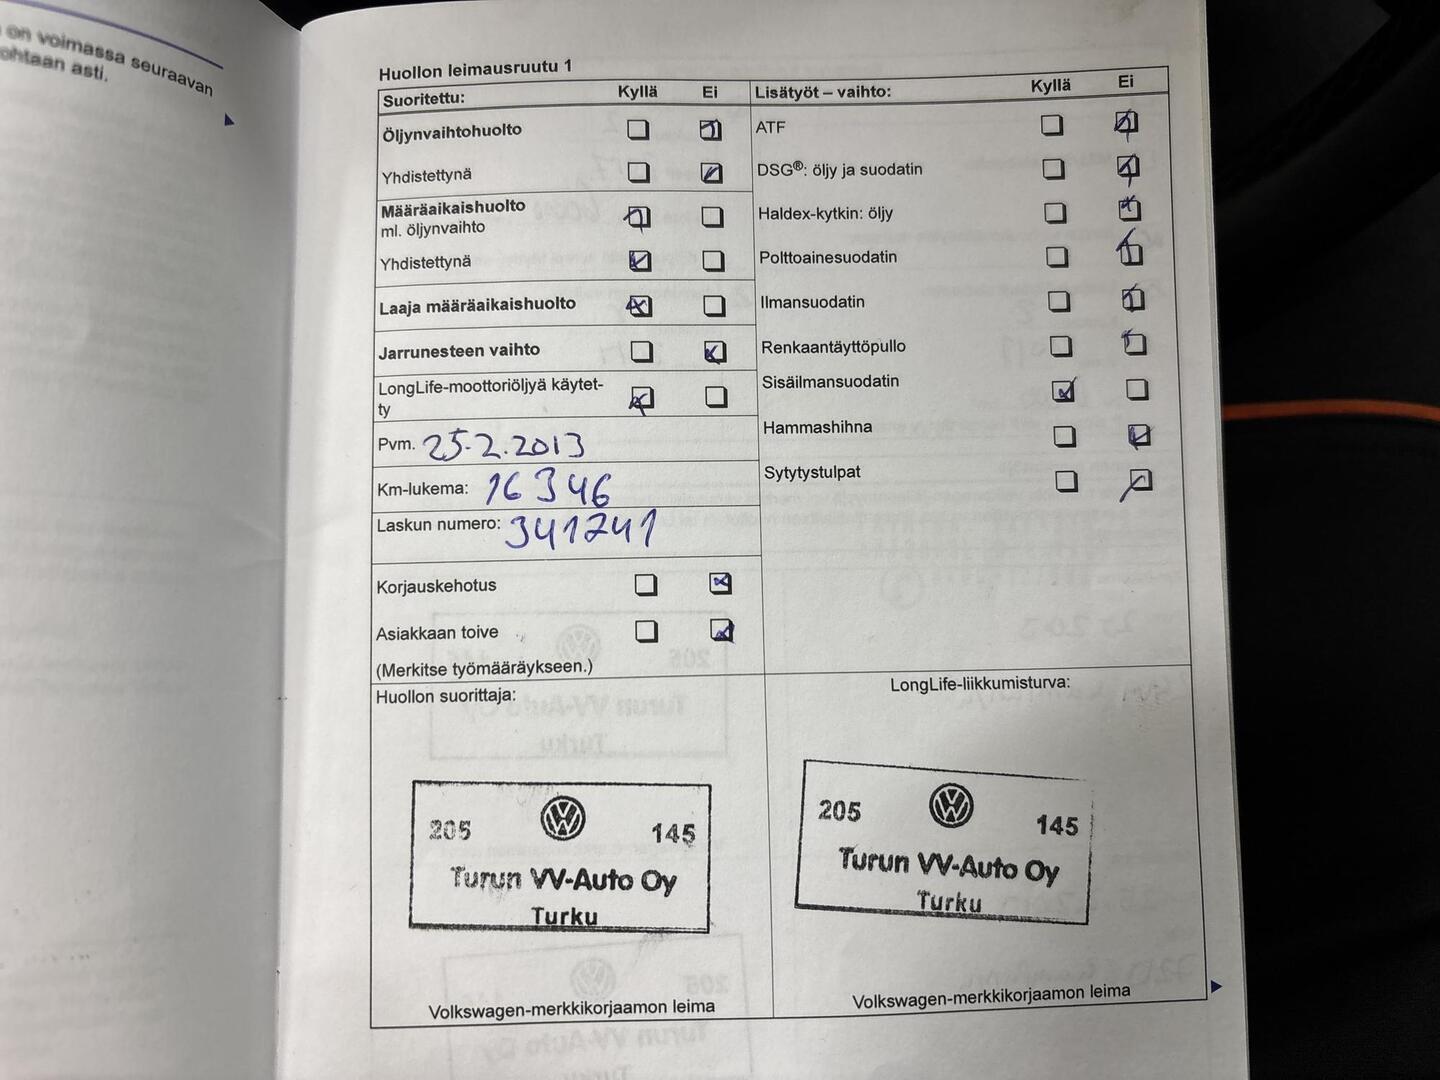 on voimassa seuraavan
ohtaan asti.
Huollon leimausruutu 1
Suoritettu: Kyllä Ei
Öljynvaihtohuolto
Yhdistettynä
Määräaikaishuolto
ml. öljynvaihto
Yhdistettynä
Laaja määräaikaishuolto
Jarrunesteen vaihto
LongLife-moottoriöljyä käytet-
ty
Pvm. 25.2.2013
Km-lukema: 16346
Laskun numero: 341241
Korjauskehotus
Asiakkaan toive
(Merkitse työmääräykseen.)
Lisätyöt – vaihto: Kyllä Ei
ATF
DSG®: öljy ja suodatin
Haldex-kytkin: öljy
Polttoainesuodatin
Ilmansuodatin
Renkaantäyttöpullo
Sisäilmansuodatin
Hammashihna
Sytytystulpat
Huollon suorittaja:
205 145
Turun VV-Auto Oy
Turku
Volkswagen-merkkikorjaamon leima
LongLife-liikkumisturva:
205 145
Turun VV-Auto Oy
Turku
Volkswagen-merkkikorjaamon leima